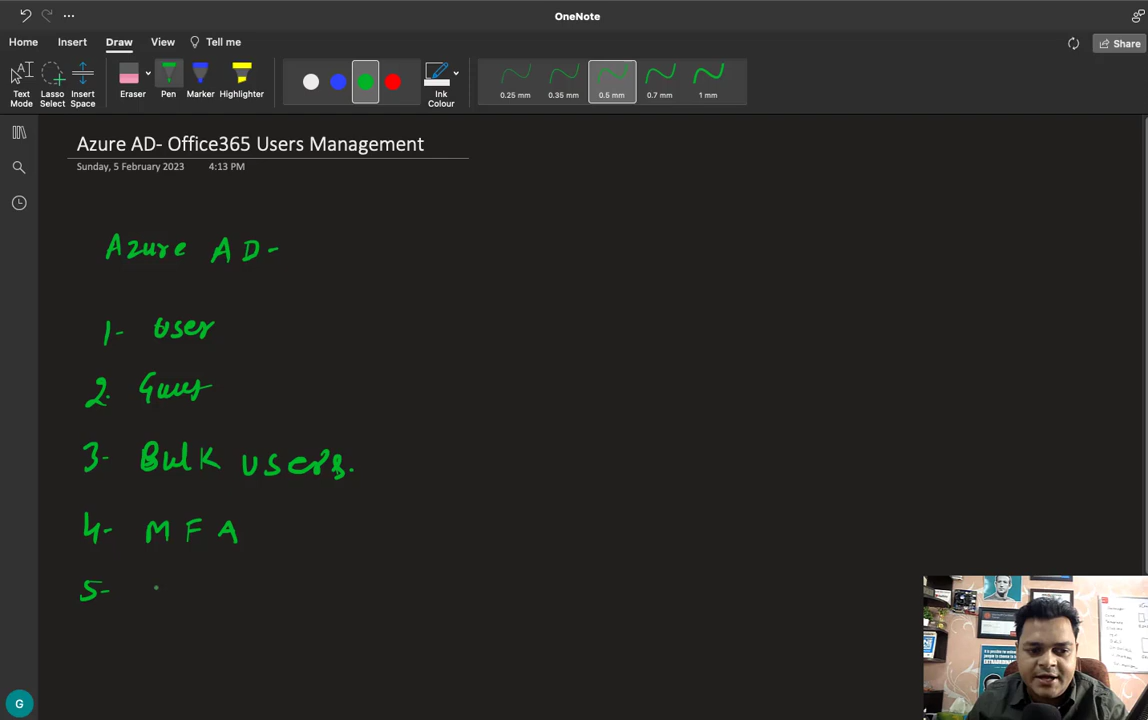 OneNote
Home Insert Draw View Tell me
Share
Text Mode
Lasso Select
Insert Space
Eraser
Pen
Marker
Highlighter
Ink Colour
0.25 mm
0.35 mm
0.5 mm
0.7 mm
1 mm
Azure AD- Office365 Users Management
Sunday, 5 February 2023 4:13 PM
Azure AD-
1- User
2. Guest
3- Bulk users.
4- MFA
5-
G